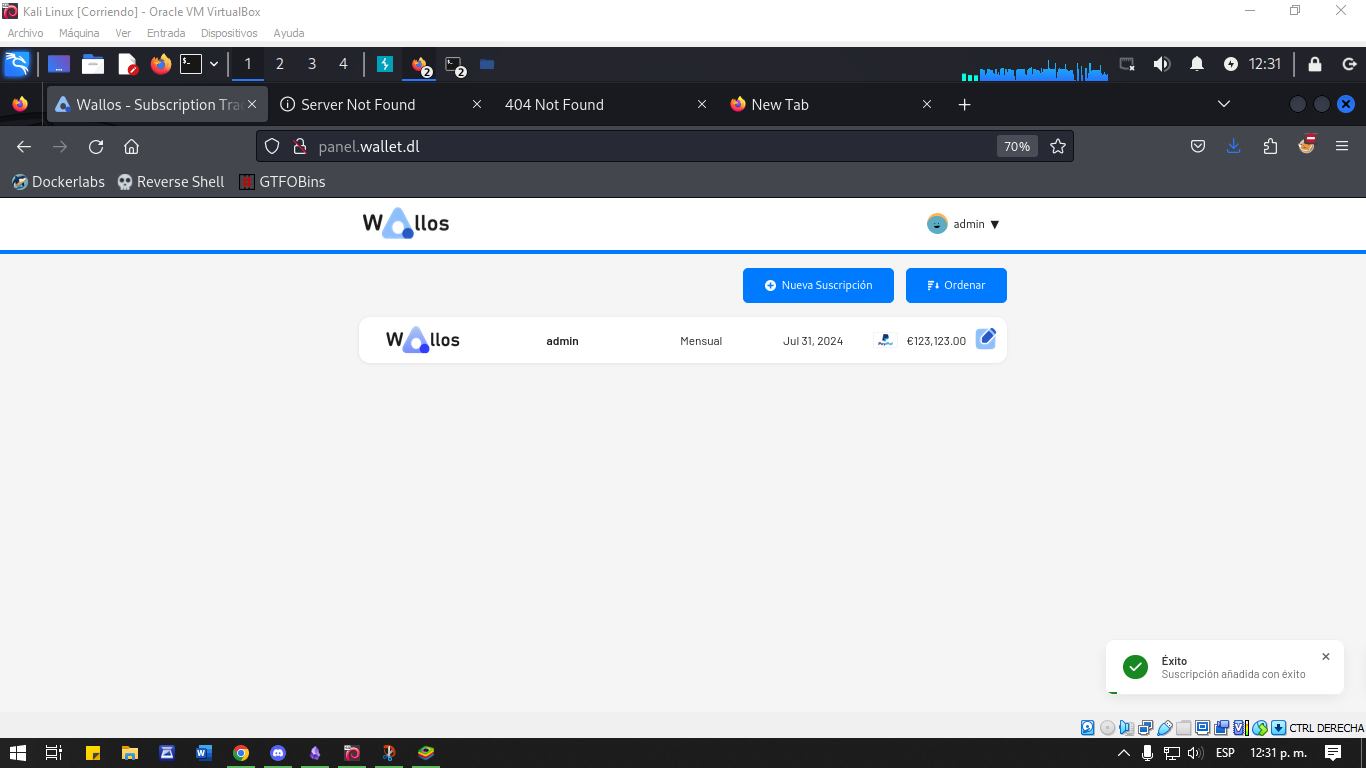 Kali Linux [Corriendo] - Oracle VM VirtualBox
Archivo Máquina Ver Entrada Dispositivos Ayuda
1 2 3 4 2 2 12:31
Wallos - Subscription Tra Server Not Found 404 Not Found New Tab
panel.wallet.dl 70%
Dockerlabs Reverse Shell GTFOBins
Wallos admin ▼
Nueva Suscripción Ordenar
Wallos admin Mensual Jul 31, 2024 PayPal €123,123.00
Éxito
Suscripción añadida con éxito
CTRL DERECHA
ESP 12:31 p. m.